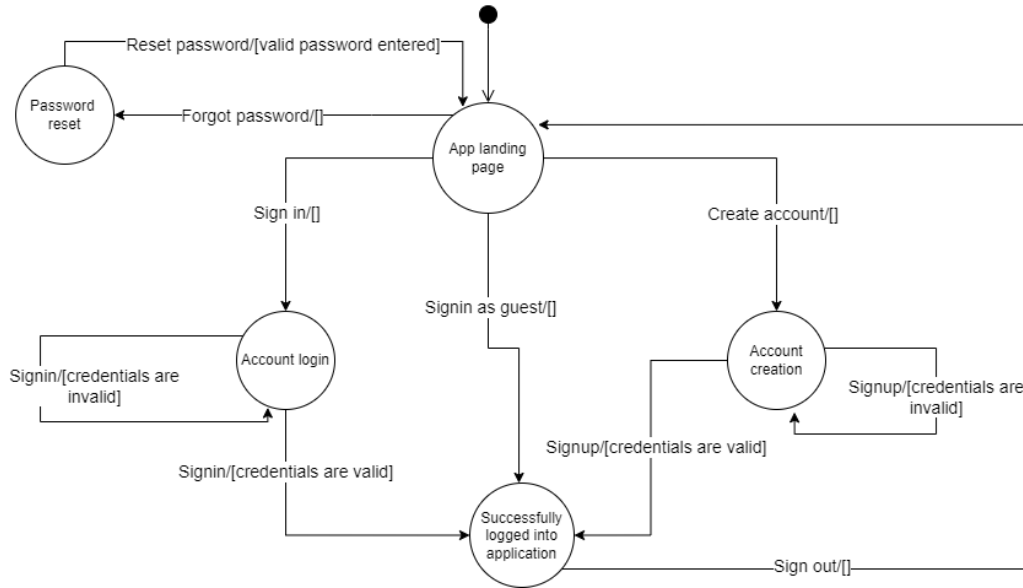 Reset password/[valid password entered]
Password
reset
Forgot password/[]
App landing
page
Sign in/[]
Create account/[]
Signin as guest/[]
Account login
Account
creation
Signin/[credentials are
invalid]
Signup/[credentials are
invalid]
Signin/[credentials are valid]
Signup/[credentials are valid]
Successfully
logged into
application
Sign out/[]